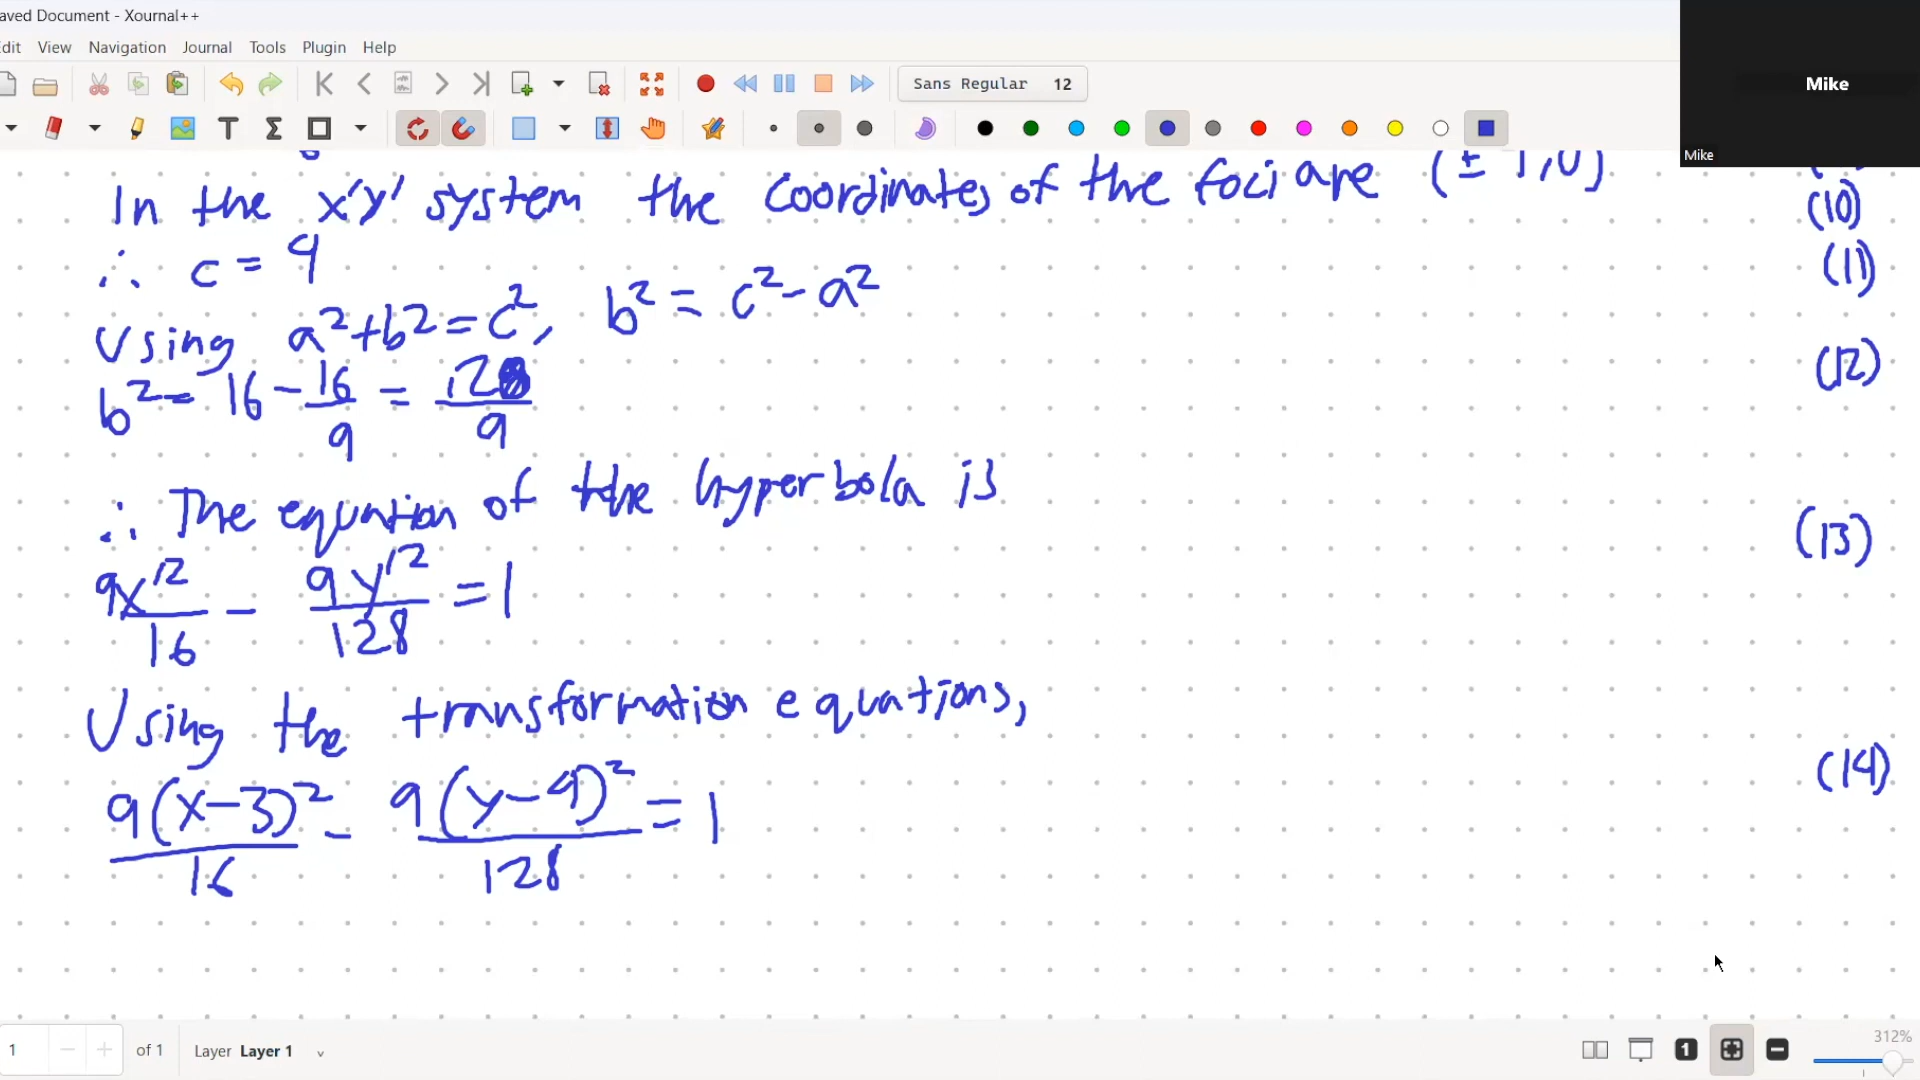 aved Document - Xournal++
dit View Navigation Journal Tools Plugin Help
Sans Regular 12
Mike
Mike
In the x'y' system the coordinates of the foci are (± 4,0)
(10)
∴ c = 4
(11)
Using a²+b²=c², b² = c²-a²
(12)
b² = 16 - 16/9 = 128/9
∴ The equation of the hyperbola is
(13)
9x'²/16 - 9y'²/128 = 1
Using the transformation equations,
(14)
9(x-3)²/16 - 9(y-4)²/128 = 1
1 of 1 Layer Layer 1
1
312%